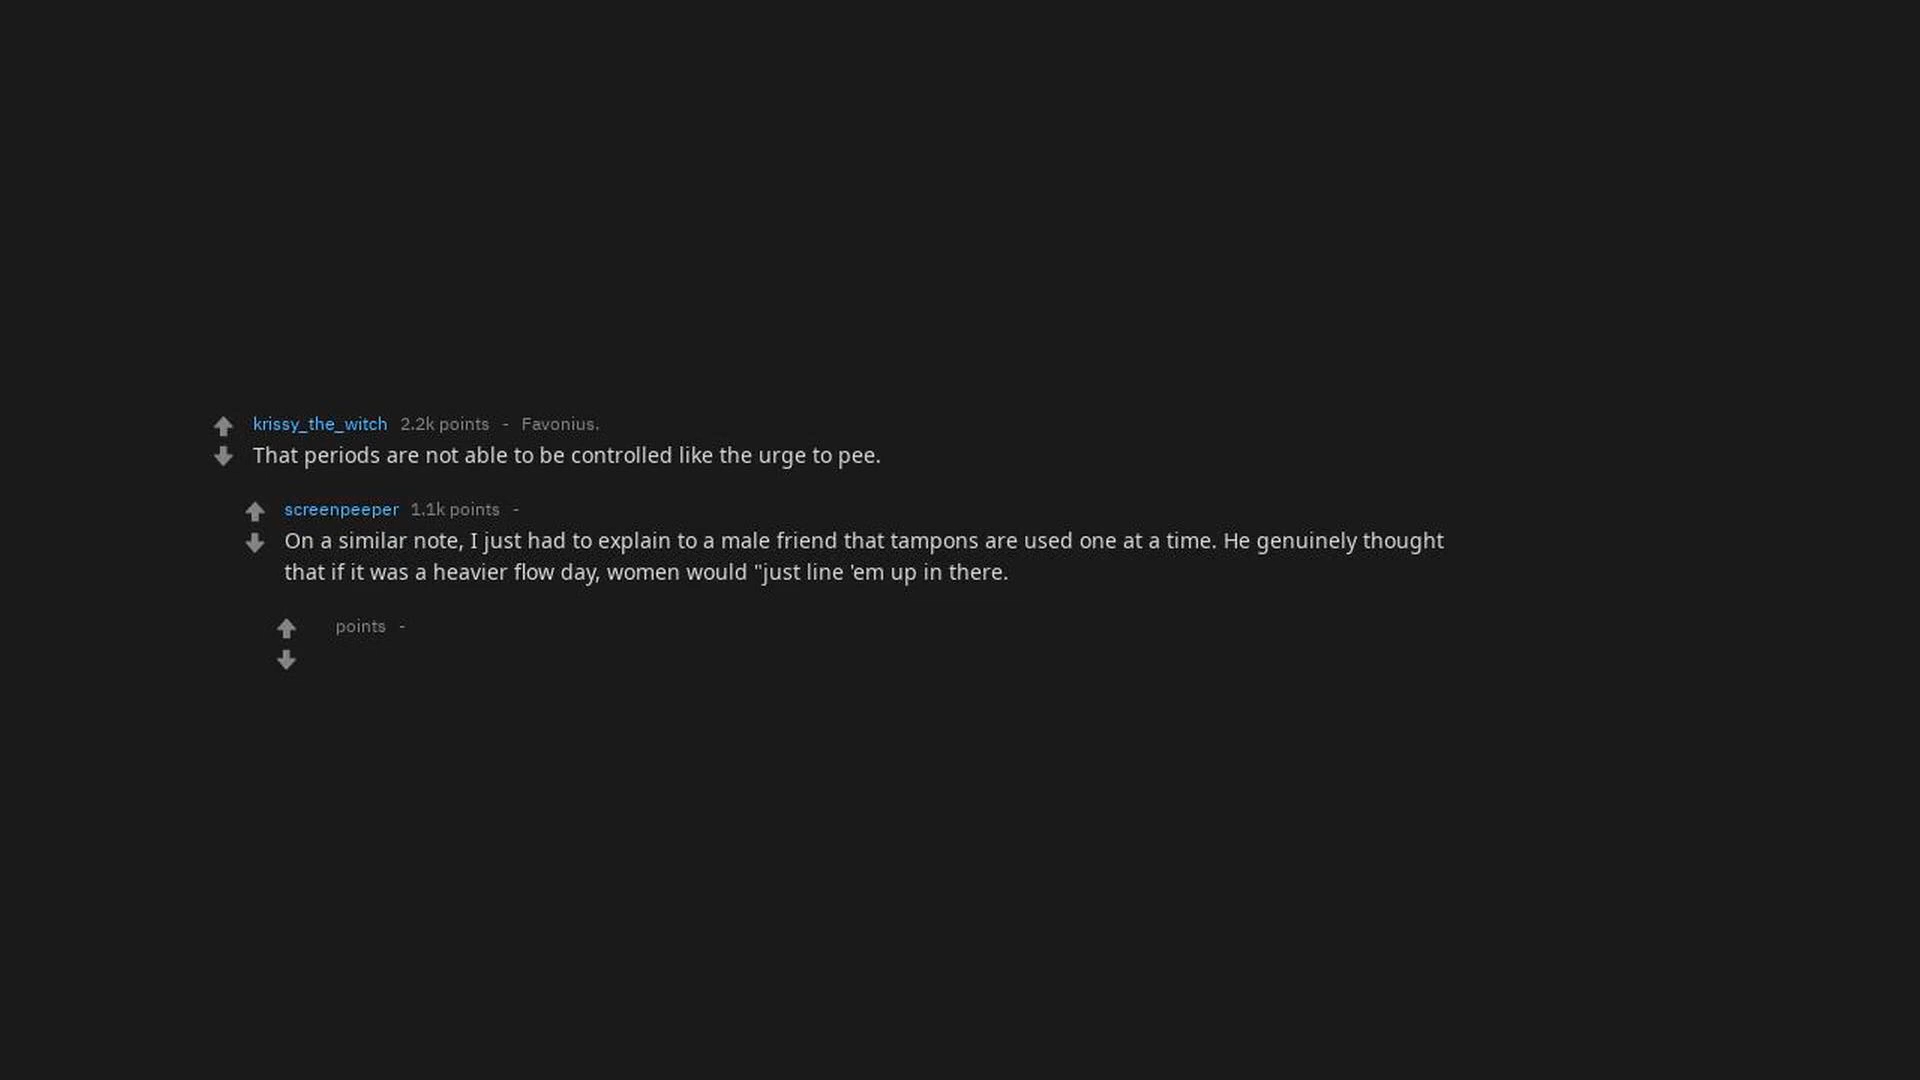 krissy_the_witch 2.2k points - Favonius.
That periods are not able to be controlled like the urge to pee.
screenpeeper 1.1k points -
On a similar note, I just had to explain to a male friend that tampons are used one at a time. He genuinely thought
that if it was a heavier flow day, women would "just line 'em up in there.
points -